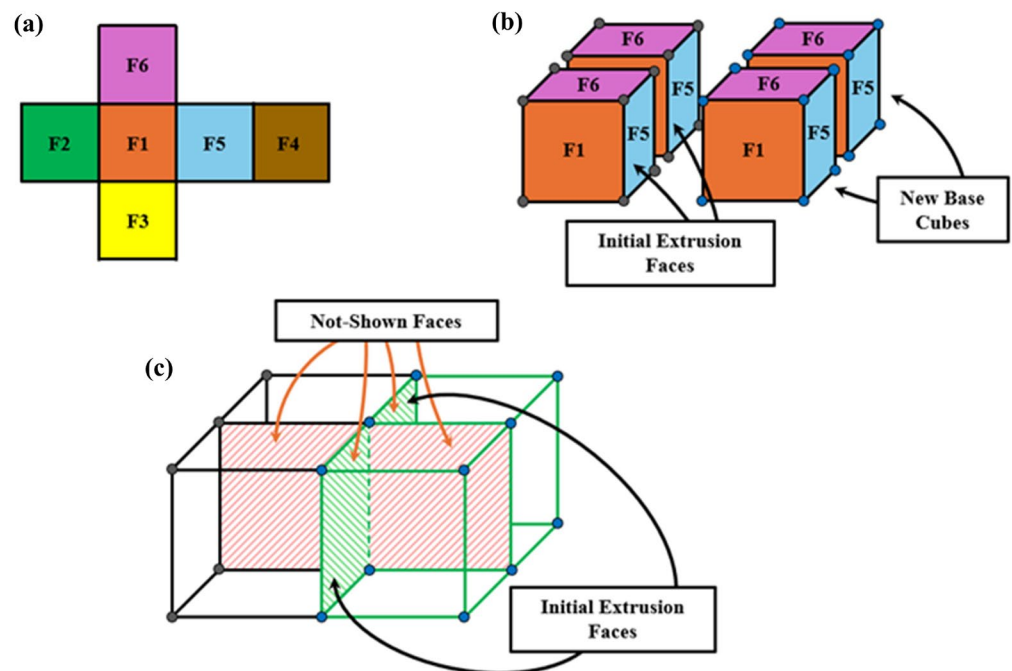 (a)
F6
F2 F1 F5 F4
F3
(b)
F6 F6
F6 F6
F5 F5
F1 F5 F1 F5
Initial Extrusion
Faces
New Base
Cubes
Not-Shown Faces
(c)
Initial Extrusion
Faces